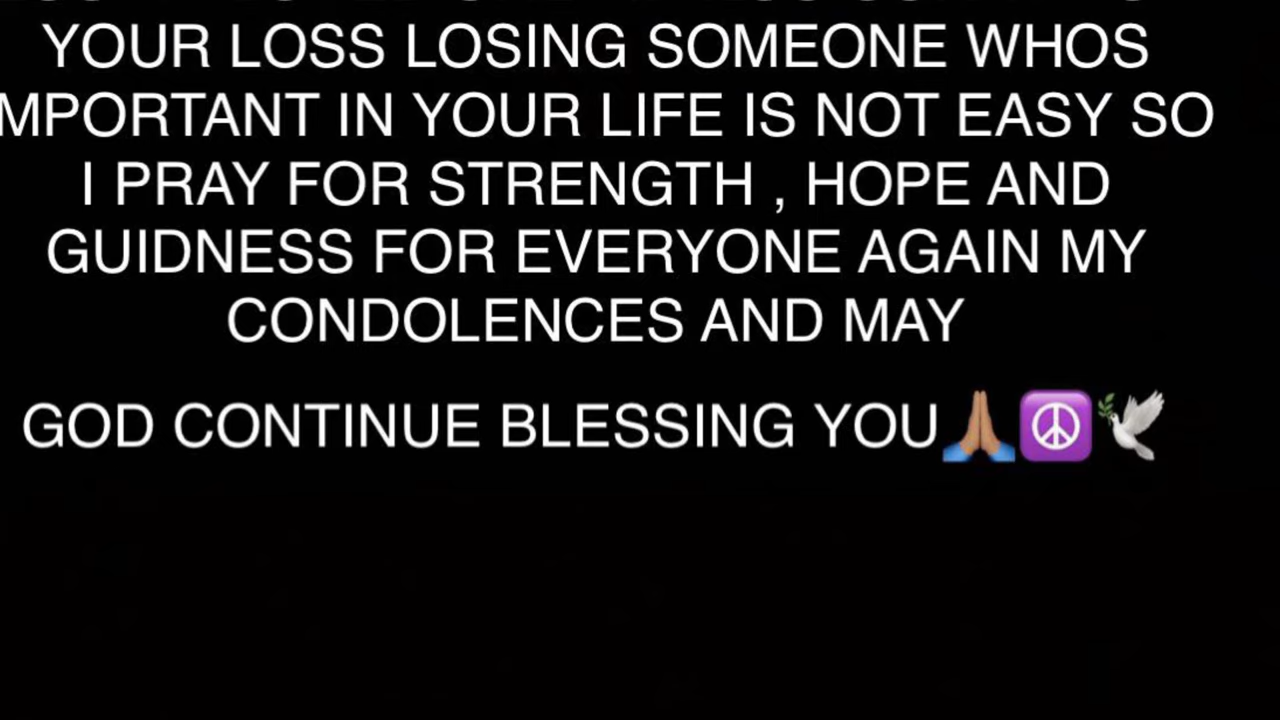 YOUR LOSS LOSING SOMEONE WHOS
MPORTANT IN YOUR LIFE IS NOT EASY SO
I PRAY FOR STRENGTH , HOPE AND
GUIDNESS FOR EVERYONE AGAIN MY
CONDOLENCES AND MAY
GOD CONTINUE BLESSING YOU🙏🏽☮️🕊️